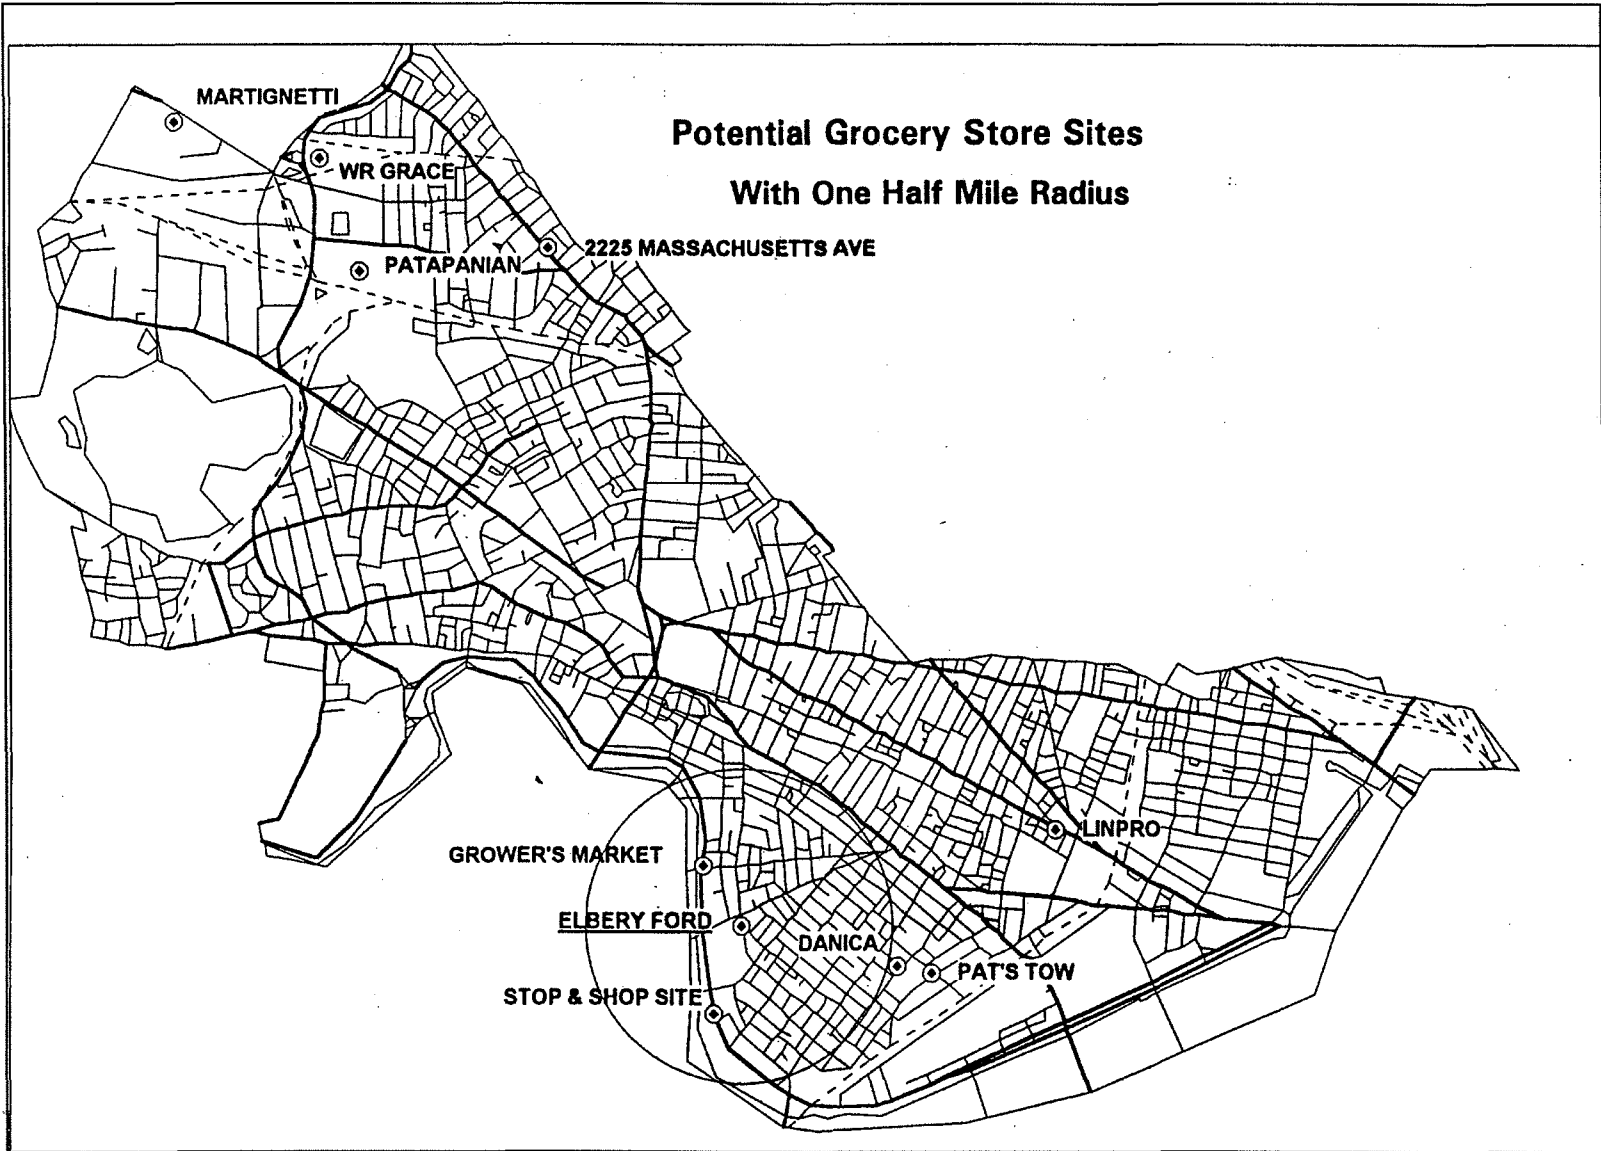 MARTIGNETTI
Potential Grocery Store Sites
With One Half Mile Radius
WR GRACE
2225 MASSACHUSETTS AVE
PATAPANIAN
LINPRO
GROWER'S MARKET
ELBERY FORD
DANICA
PAT'S TOW
STOP & SHOP SITE